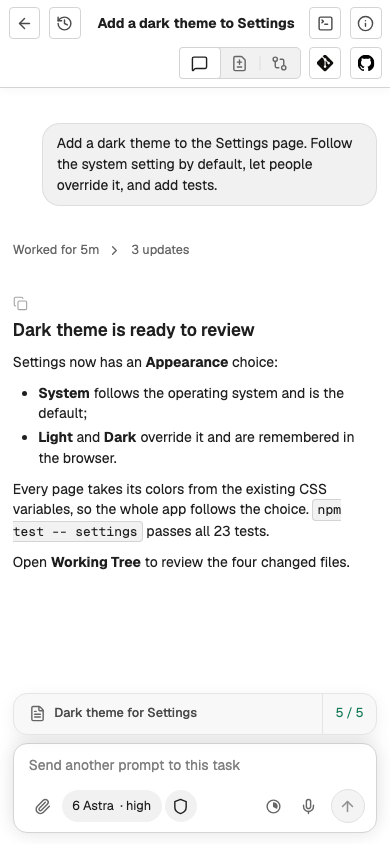 Add a dark theme to Settings
Add a dark theme to the Settings page. Follow
the system setting by default, let people
override it, and add tests.
Worked for 5m
3 updates
Dark theme is ready to review
Settings now has an Appearance choice:
• System follows the operating system and is the
default;
• Light and Dark override it and are remembered in
the browser.
Every page takes its colors from the existing CSS
variables, so the whole app follows the choice. npm
test -- settings passes all 23 tests.
Open Working Tree to review the four changed files.
Dark theme for Settings
5 / 5
Send another prompt to this task
6 Astra · high